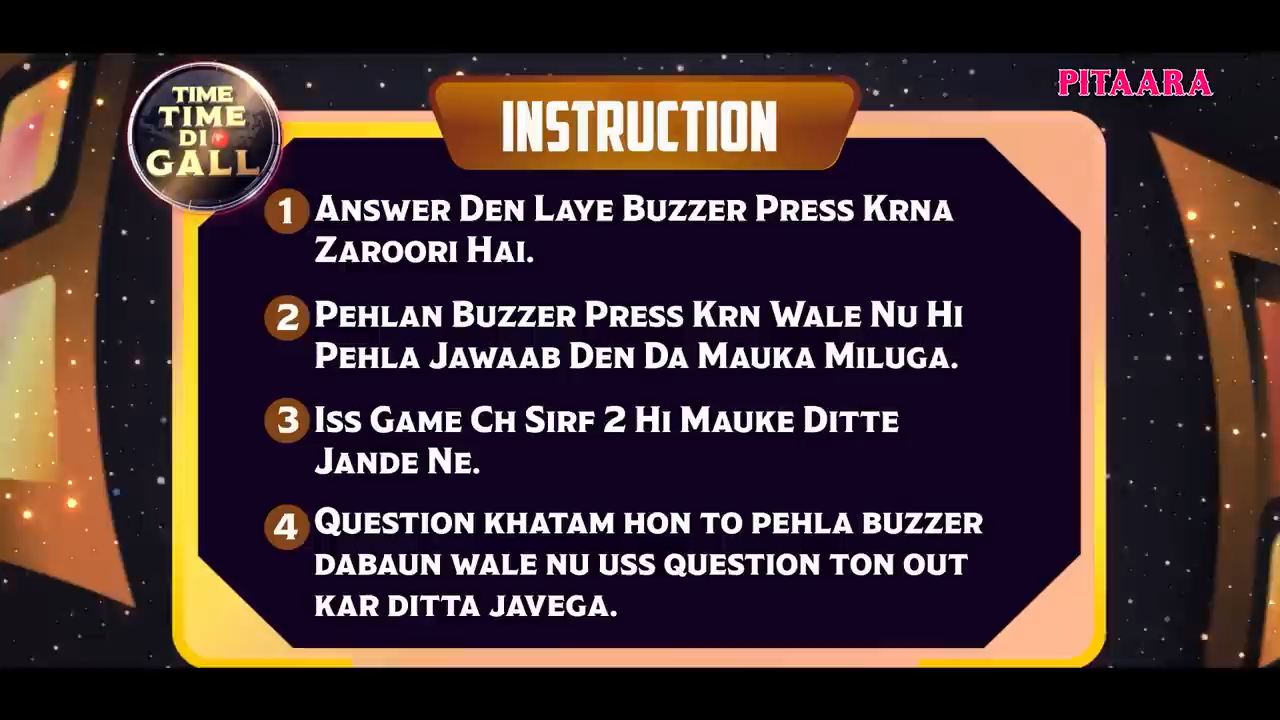 TIME
TIME
DI
GALL
PITAARA
INSTRUCTION
1 ANSWER DEN LAYE BUZZER PRESS KRNA
ZAROORI HAI.
2 PEHLAN BUZZER PRESS KRN WALE NU HI
PEHLA JAWAAB DEN DA MAUKA MILUGA.
3 ISS GAME CH SIRF 2 HI MAUKE DITTE
JANDE NE.
4 QUESTION KHATAM HON TO PEHLA BUZZER
DABAUN WALE NU USS QUESTION TON OUT
KAR DITTA JAVEGA.